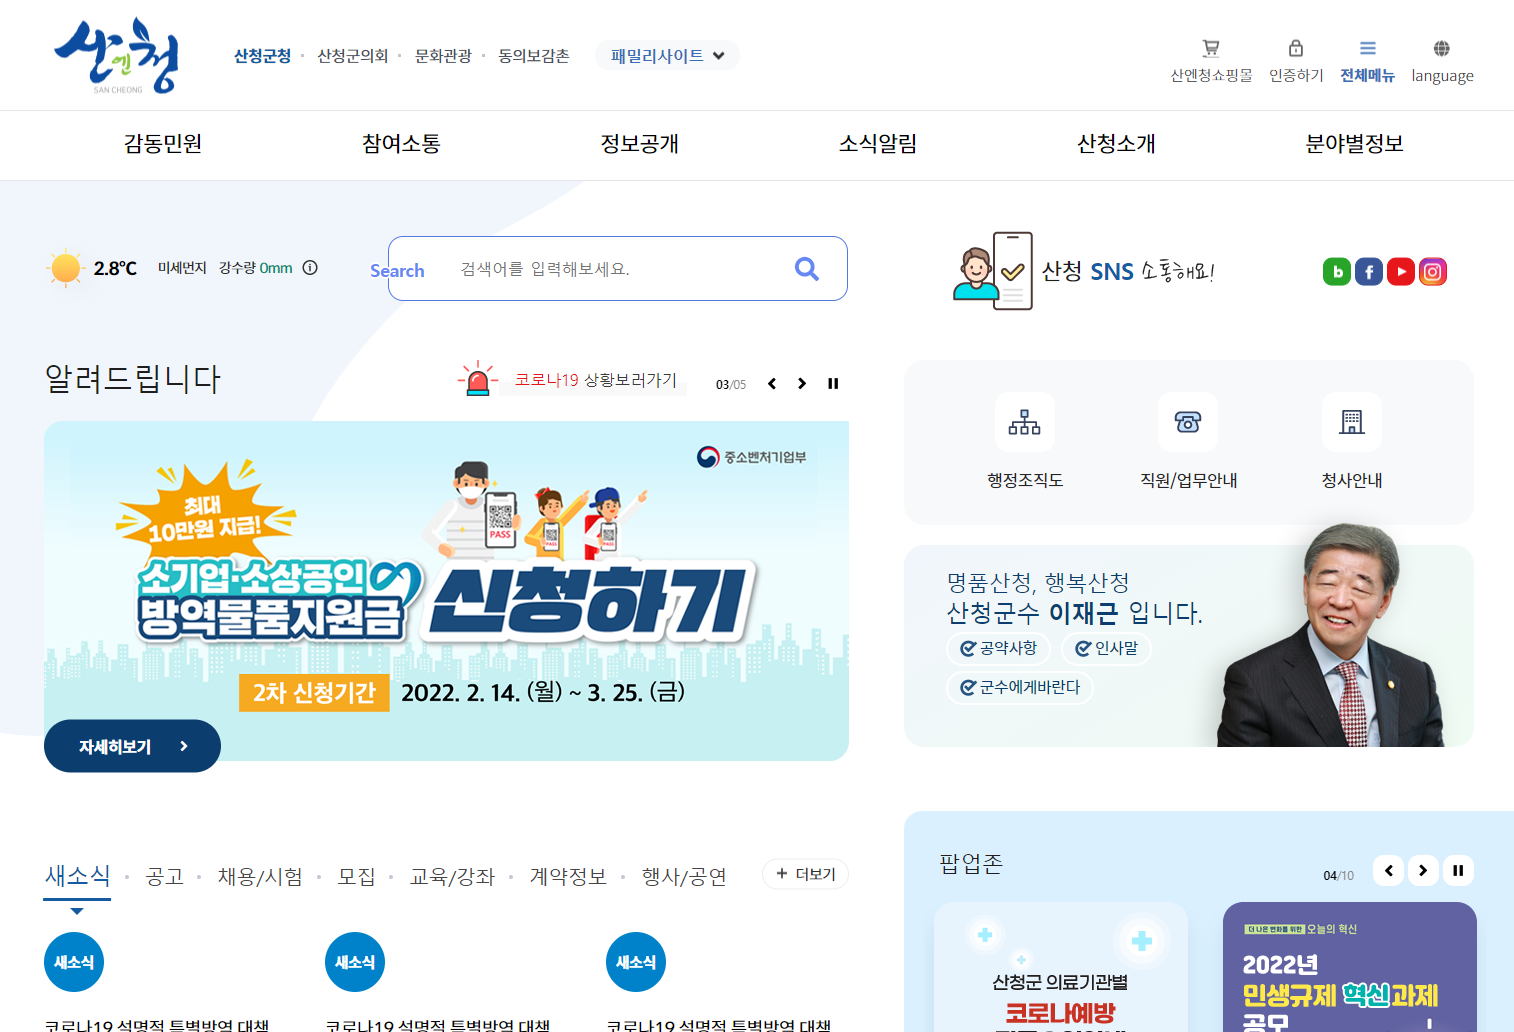 산엔청
SAN CHEONG
산청군청
산청군의회
문화관광
동의보감촌
패밀리사이트
산엔청쇼핑몰
인증하기
전체메뉴
language
감동민원
참여소통
정보공개
소식알림
산청소개
분야별정보
2.8℃
미세먼지
강수량 0mm
Search
검색어를 입력해보세요.
산청 SNS 소통해요!
알려드립니다
코로나19 상황보러가기
03/05
중소벤처기업부
최대
10만원 지급!
PASS
PASS
PASS
소기업·소상공인
방역물품지원금
신청하기
2차 신청기간
2022. 2. 14. (월) ~ 3. 25. (금)
자세히보기
행정조직도
직원/업무안내
청사안내
명품산청, 행복산청
산청군수 이재근 입니다.
공약사항
인사말
군수에게바란다
새소식
공고
채용/시험
모집
교육/강좌
계약정보
행사/공연
+ 더보기
새소식
새소식
새소식
코로나19 설명절 특별방역 대책
코로나19 설명절 특별방역 대책
코로나19 설명절 특별방역 대책
팝업존
04/10
산청군 의료기관별
코로나예방
더 나은 변화를 위한 오늘의 혁신
2022년
민생규제 혁신과제
공모